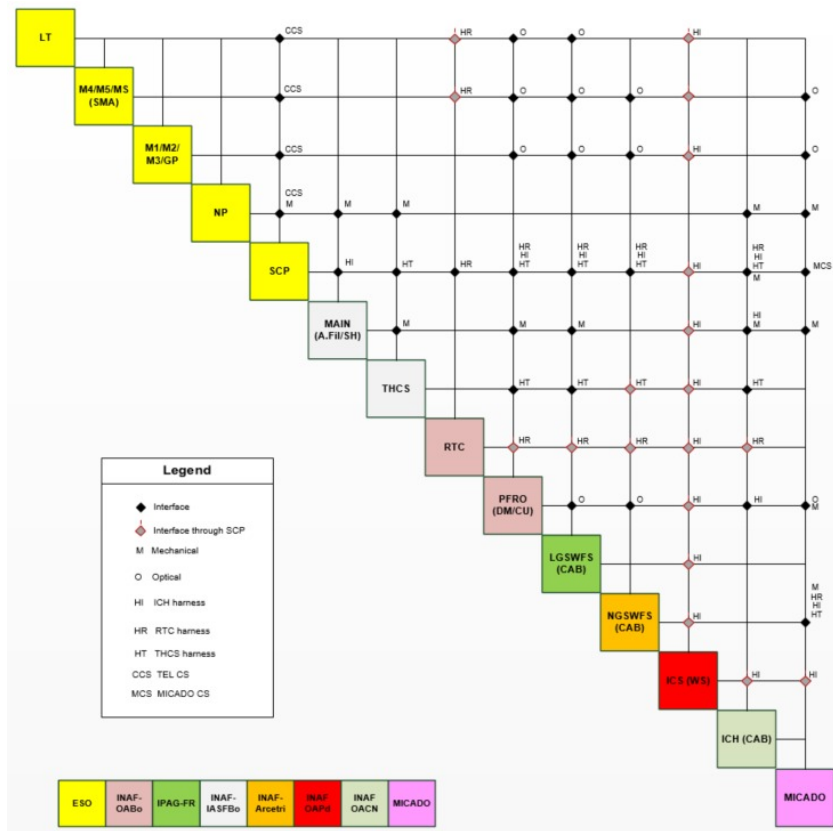 CCS
LT HR O O HI
CCS
M4/M5/MS
(SMA)
HR O O O O
CCS
M1/M2/
M3/GP
O O O HI O
CCS
NP M M M M M
SCP HI HT HR
HR
HI
HT
HR
HI
HT
HR
HI
HT
HI
HR
HI
HT
M
MCS
MAIN
(A.Fil/SH)
M M M HI
HI
M
M
THCS HT HT HT HI HT
RTC HR HR HR HI HR
PFRO
(DM/CU)
O O HI HI
O
M
LGSWFS
(CAB)
HI
NGSWFS
(CAB)
HI
M
HR
HI
HT
ICS (WS) HI HI
ICH (CAB)
MICADO
Legend
Interface
Interface through SCP
M Mechanical
O Optical
HI ICH harness
HR RTC harness
HT THCS harness
CCS TEL CS
MCS MICADO CS
ESO
INAF-
OABo
IPAG-FR
INAF-
IASFBo
INAF-
Arcetri
INAF
OAPd
INAF
OACN
MICADO